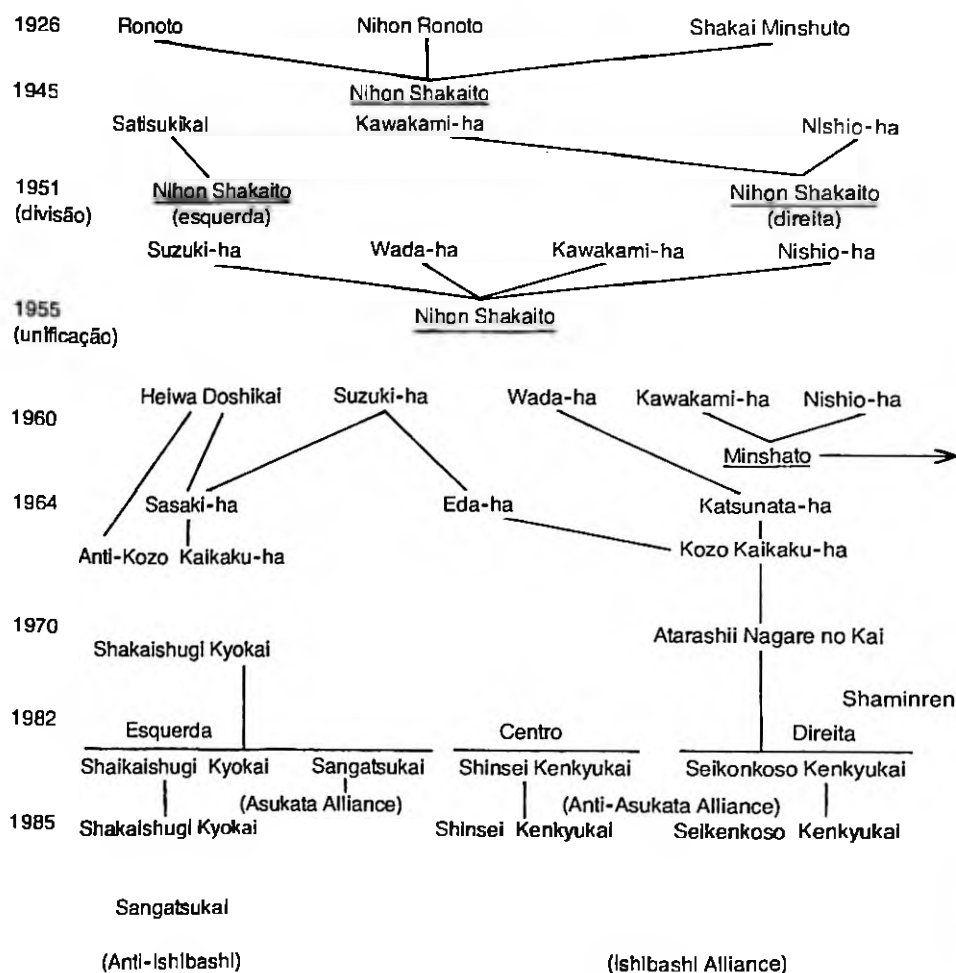 1926 Ronoto Nihon Ronoto Shakai Minshuto
1945 Nihon Shakaito
Satisukikai Kawakami-ha Nishio-ha
1951 Nihon Shakaito Nihon Shakaito
(divisão) (esquerda) (direita)
Suzuki-ha Wada-ha Kawakami-ha Nishio-ha
1955 Nihon Shakaito
(unificação)
Heiwa Doshikai Suzuki-ha Wada-ha Kawakami-ha Nishio-ha
1960
Minshato
1964 Sasaki-ha Eda-ha Katsunata-ha
Anti-Kozo Kaikaku-ha Kozo Kaikaku-ha
1970 Atarashii Nagare no Kai
Shakaishugi Kyokai
Shaminren
1982
Esquerda Centro Direita
Shaikaishugi Kyokai Sangatsukai Shinsei Kenkyukai Seikonkoso Kenkyukai
(Asukata Alliance) (Anti-Asukata Alliance)
1985 Shakaishugi Kyokai Shinsei Kenkyukai Seikenkoso Kenkyukai
Sangatsukai
(Anti-Ishibashi) (Ishibashi Alliance)